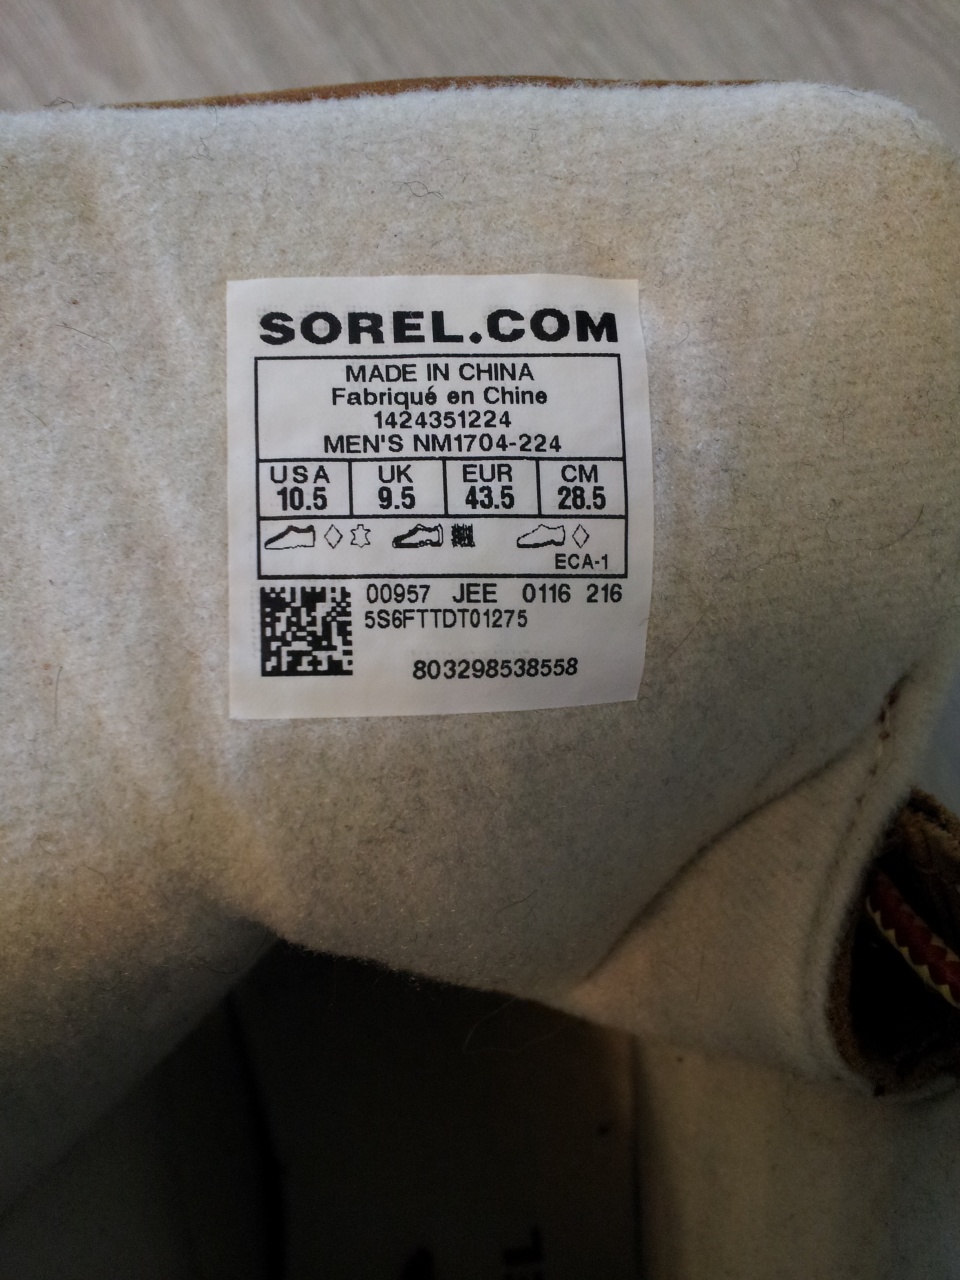 SOREL.COM
MADE IN CHINA
Fabriqué en Chine
1424351224
MEN'S NM1704-224
USA UK EUR CM
10.5 9.5 43.5 28.5
ECA-1
00957 JEE 0116 216
5S6FTTDT01275
803298538558